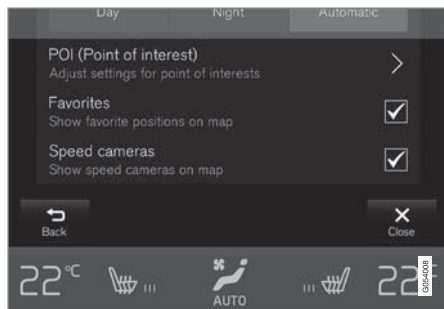 Day Night Automatic
POI (Point of interest)
Adjust settings for point of interests
Favorites
Show favorite positions on map
Speed cameras
Show speed cameras on map
Back Close
22°C AUTO 22°
G054008